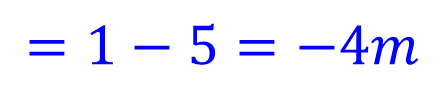 = 1 − 5 = −4m